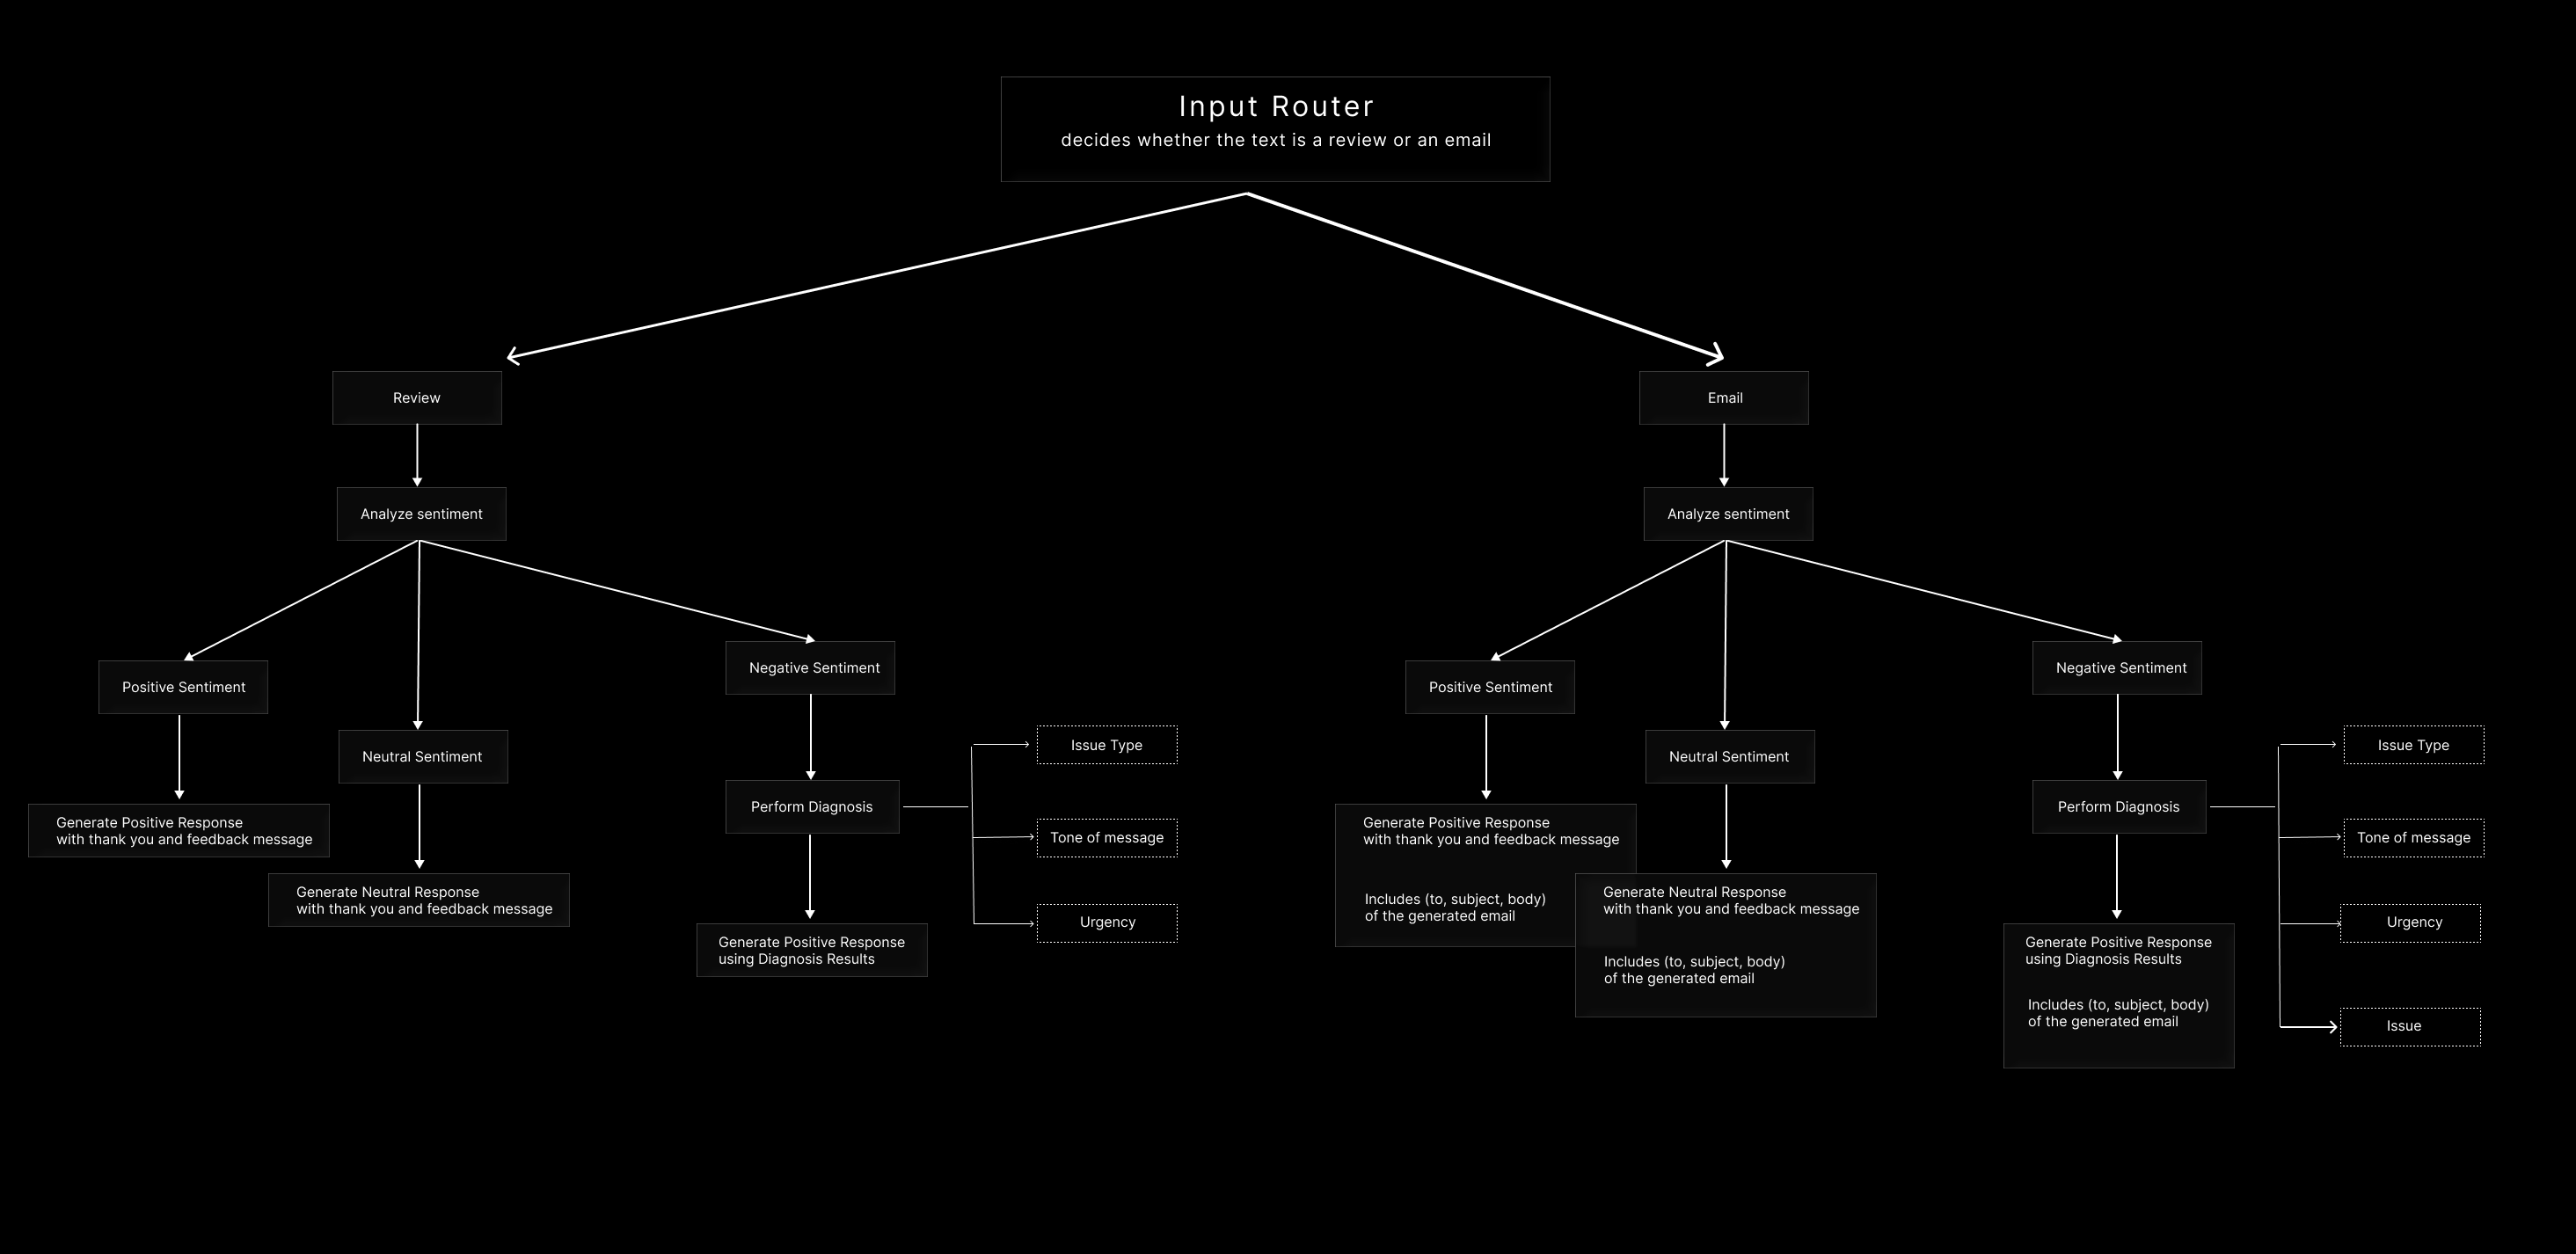 Input Router
decides whether the text is a review or an email
Review
Email
Analyze sentiment
Analyze sentiment
Positive Sentiment
Neutral Sentiment
Negative Sentiment
Generate Positive Response
with thank you and feedback message
Generate Neutral Response
with thank you and feedback message
Perform Diagnosis
Issue Type
Tone of message
Urgency
Generate Positive Response
using Diagnosis Results
Positive Sentiment
Neutral Sentiment
Negative Sentiment
Generate Positive Response
with thank you and feedback message
Includes (to, subject, body)
of the generated email
Generate Neutral Response
with thank you and feedback message
Includes (to, subject, body)
of the generated email
Perform Diagnosis
Issue Type
Tone of message
Urgency
Issue
Generate Positive Response
using Diagnosis Results
Includes (to, subject, body)
of the generated email